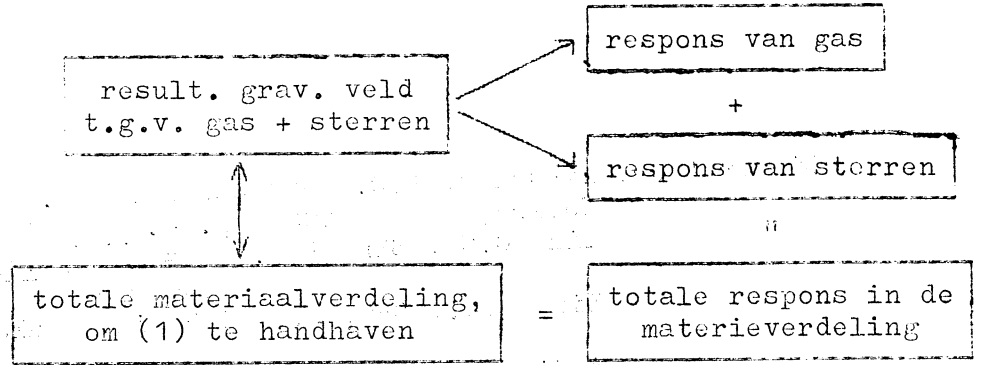 respons van gas
result. grav. veld
t.g.v. gas + sterren
+
respons van sterren
"
totale materiaalverdeling,
om (1) te handhaven
=
totale respons in de
materieverdeling